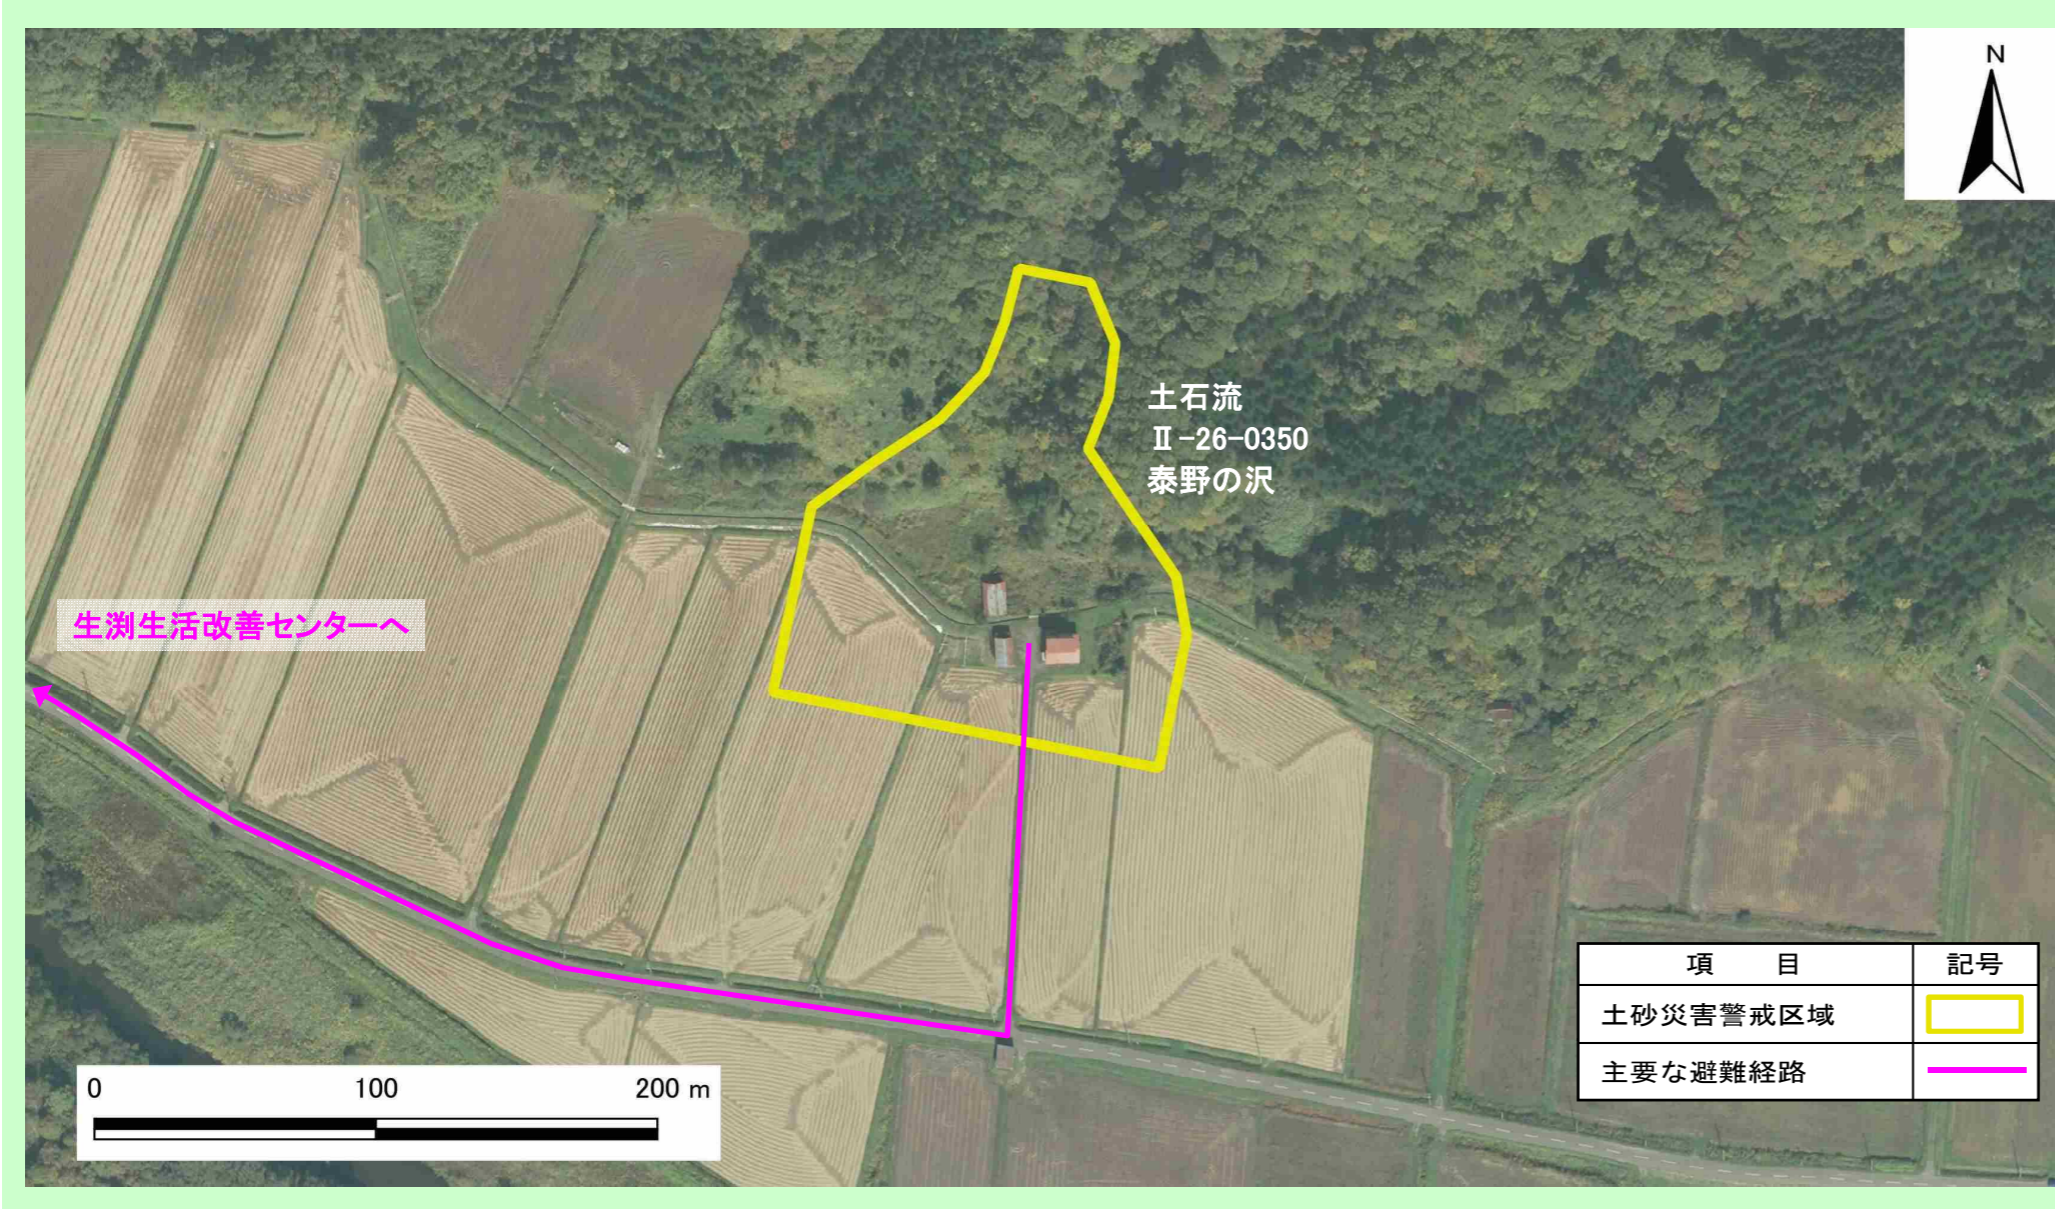 N
土石流
Ⅱ-26-0350
泰野の沢
生渕生活改善センターへ
項 目 記号
土砂災害警戒区域
主要な避難経路
0 100 200 m